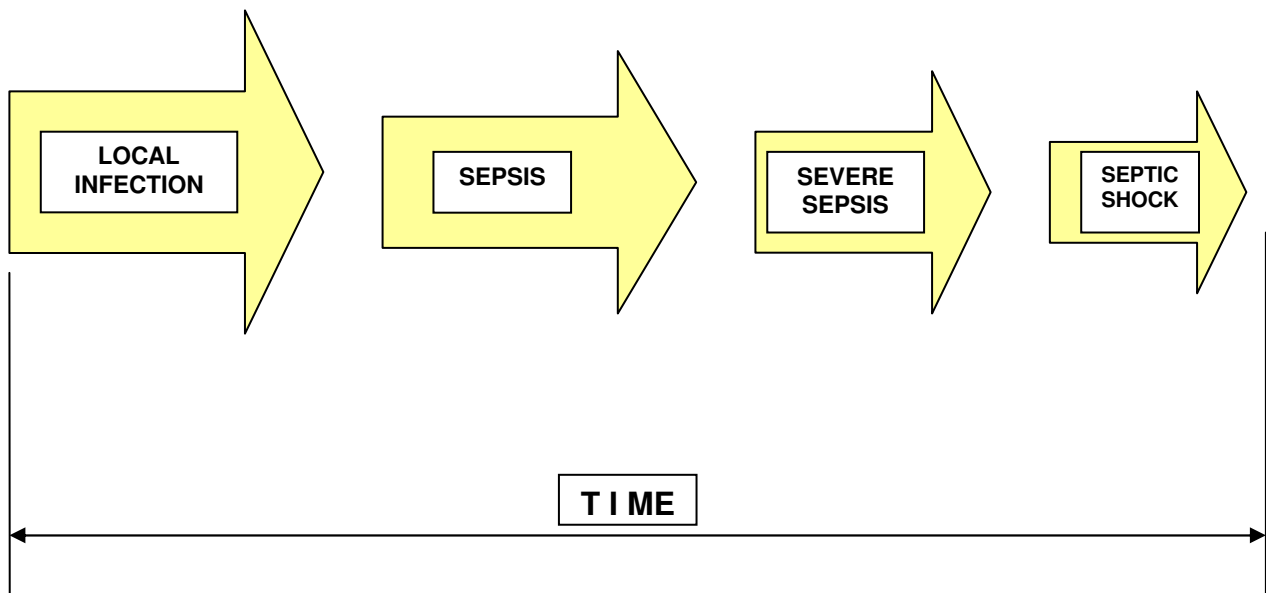 LOCAL
INFECTION
SEPSIS
SEVERE
SEPSIS
SEPTIC
SHOCK
T I ME